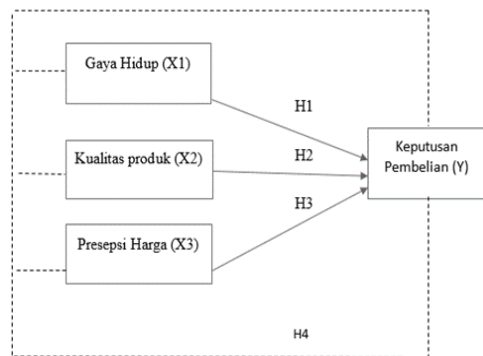 Gaya Hidup (X1)
H1
Kualitas produk (X2)
H2
Keputusan
Pembelian (Y)
H3
Presepsi Harga (X3)
H4